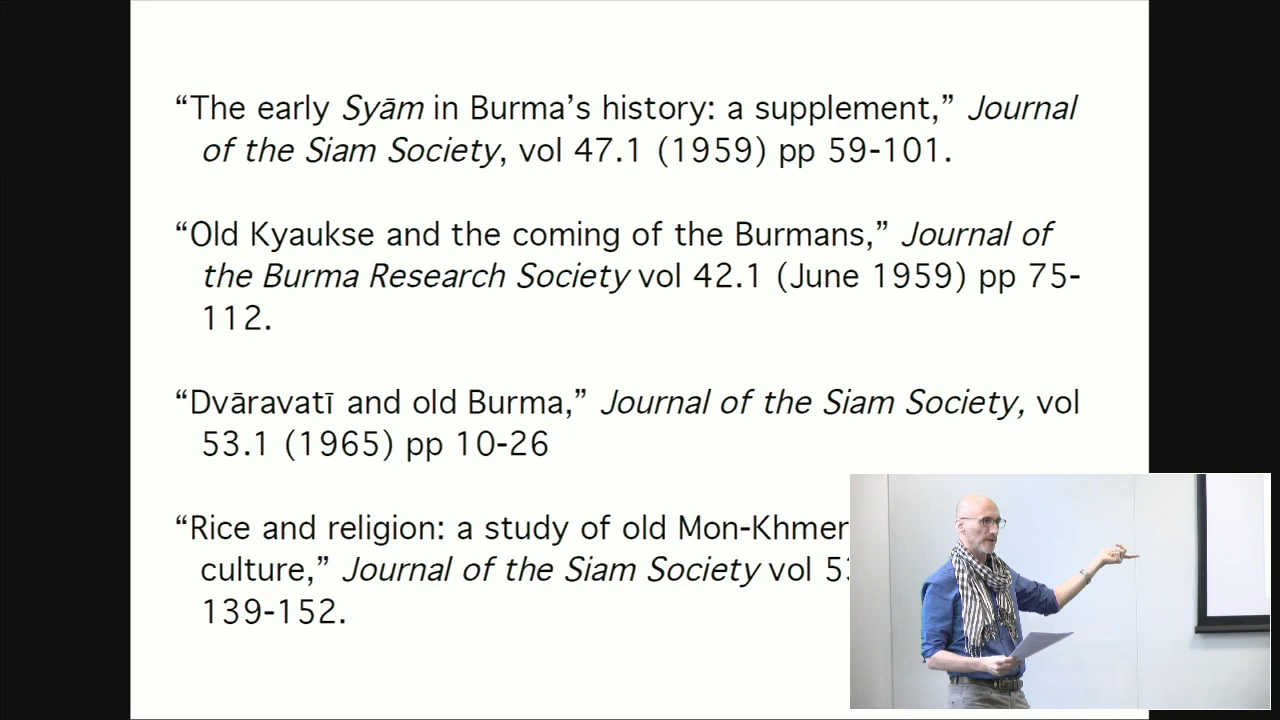 “The early Syām in Burma’s history: a supplement,” Journal
of the Siam Society, vol 47.1 (1959) pp 59-101.
“Old Kyaukse and the coming of the Burmans,” Journal of
the Burma Research Society vol 42.1 (June 1959) pp 75-
112.
“Dvāravatī and old Burma,” Journal of the Siam Society, vol
53.1 (1965) pp 10-26
“Rice and religion: a study of old Mon-Khmer
culture,” Journal of the Siam Society vol
139-152.